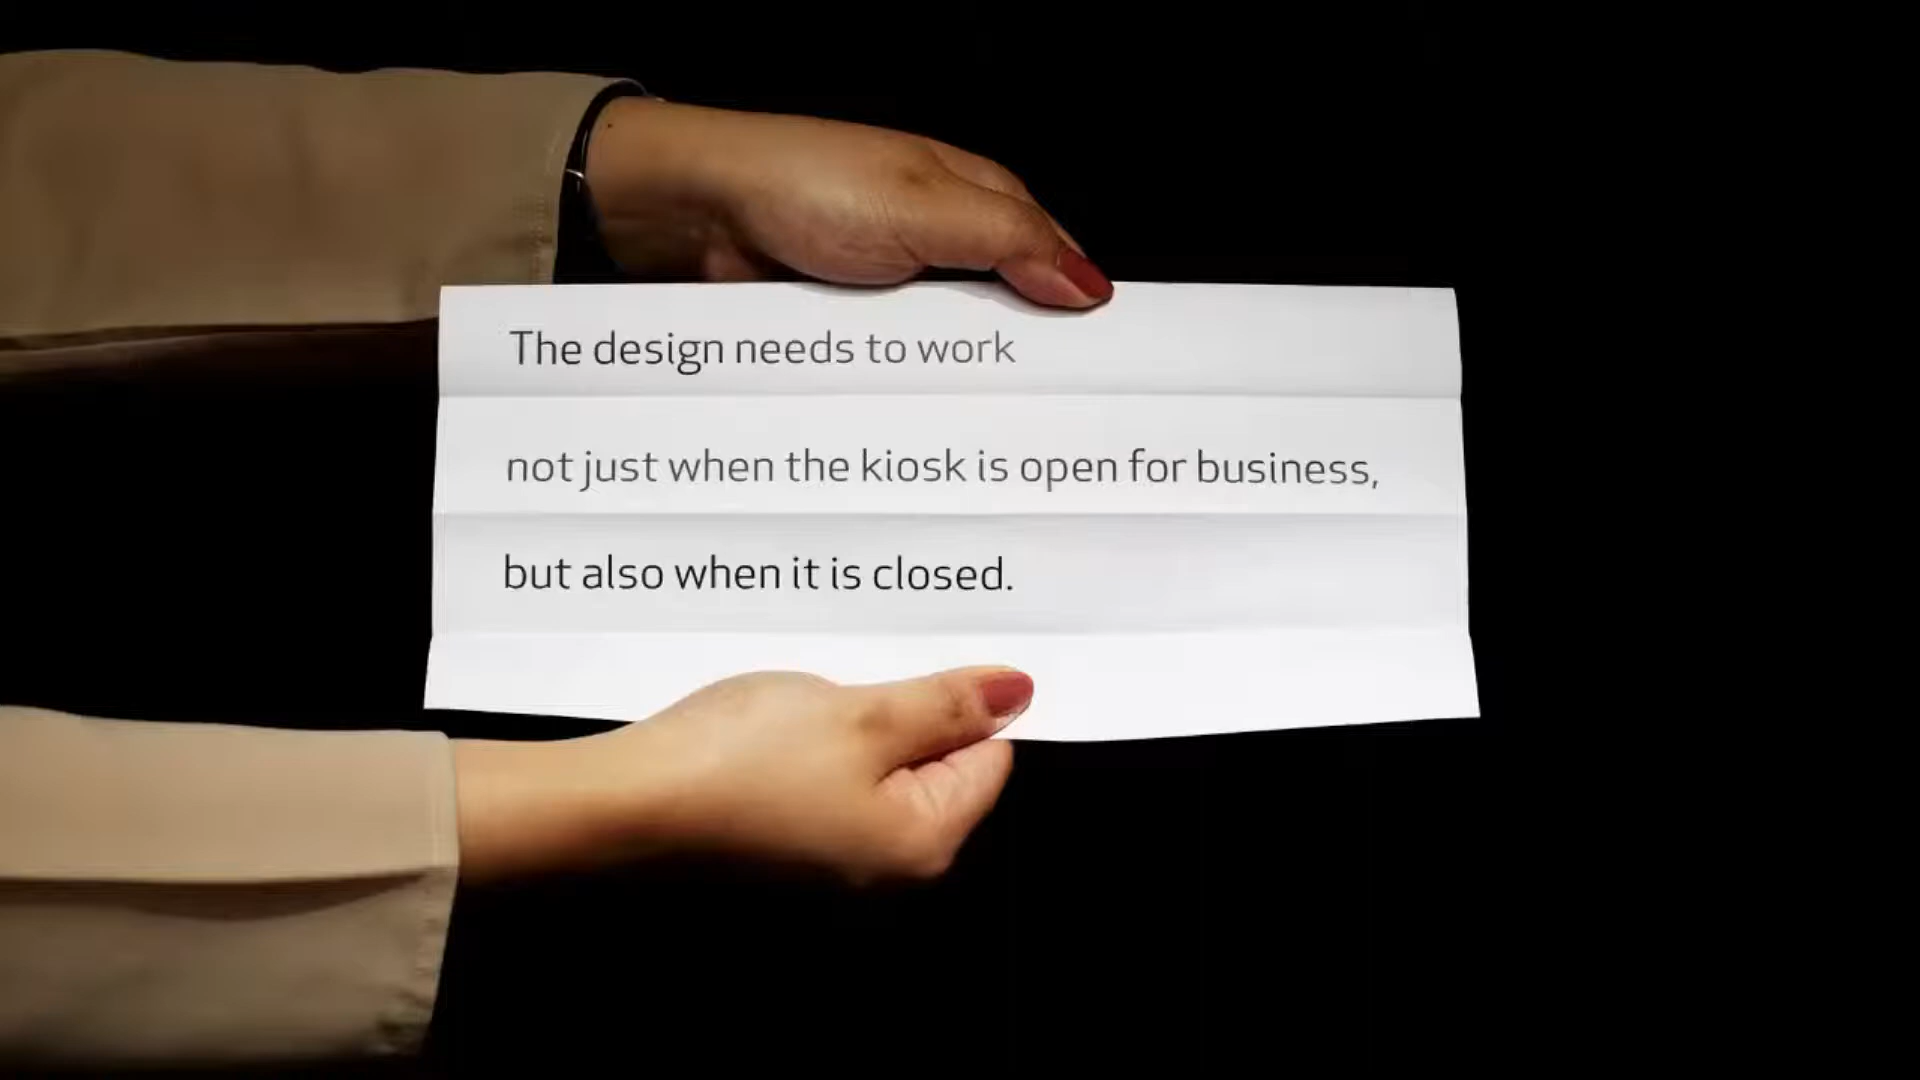 The design needs to work
not just when the kiosk is open for business,
but also when it is closed.